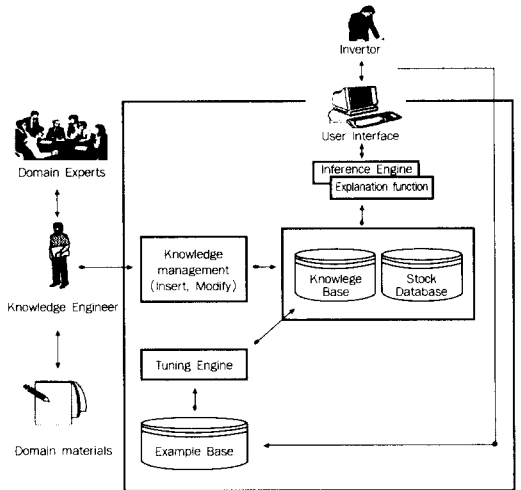 Invertor
User Interface
Domain Experts
Inference Engine
Explanation function
Knowledge
management
(Insert, Modify)
Knowlege
Base
Stock
Database
Knowledge Engineer
Tuning Engine
Domain materials
Example Base